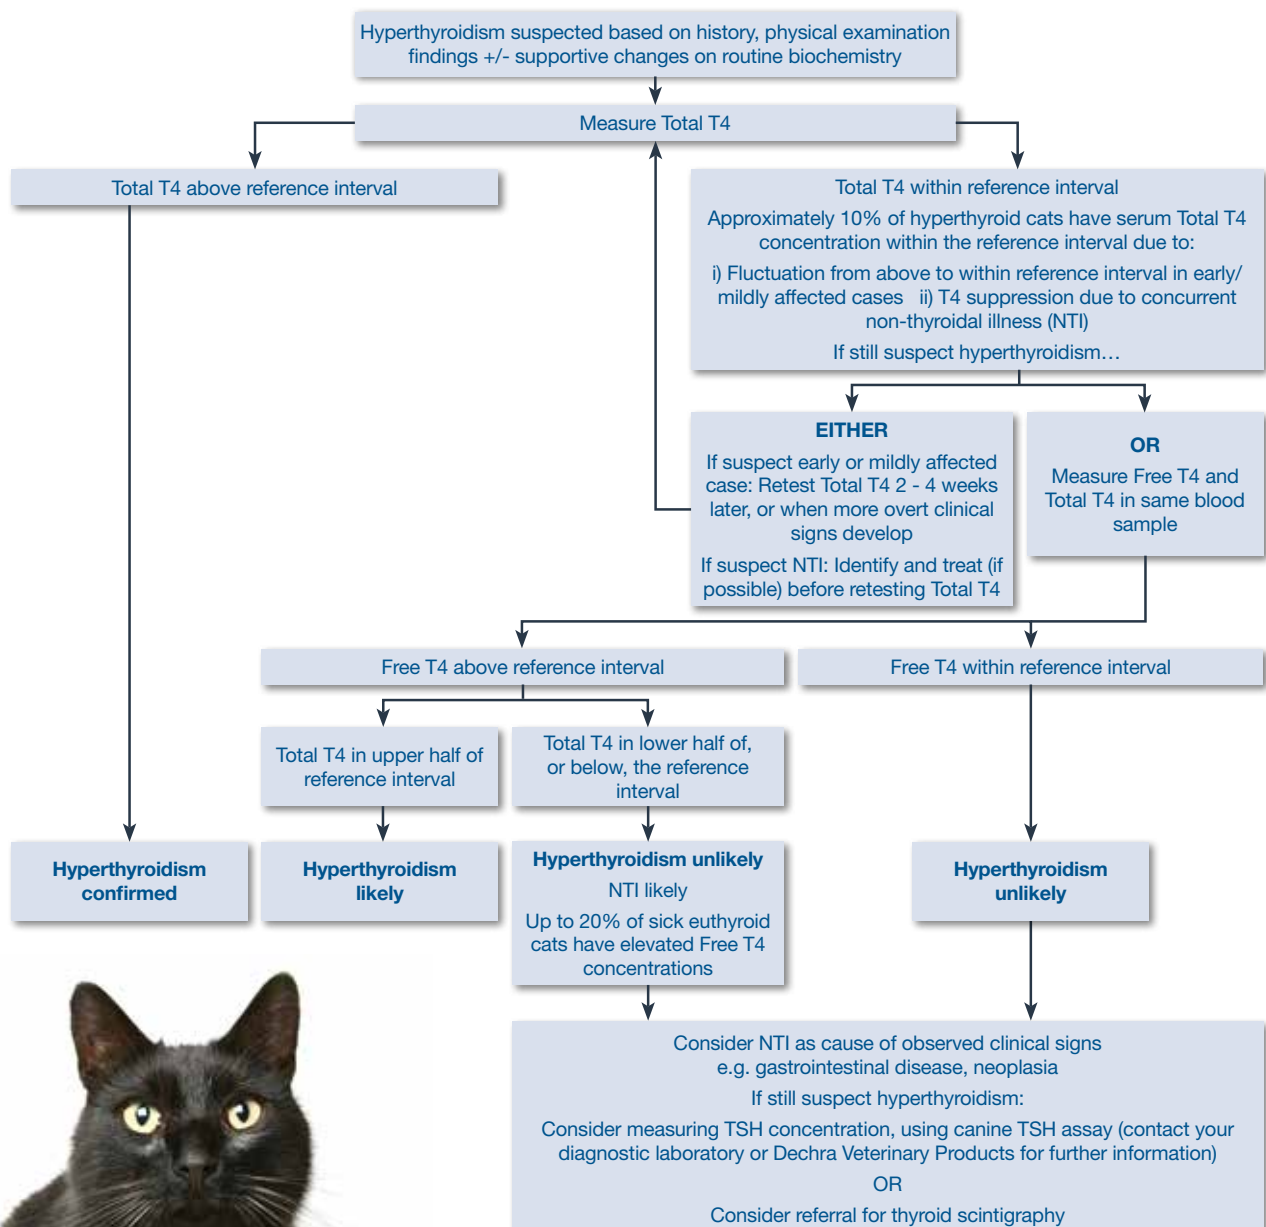 Hyperthyroidism suspected based on history, physical examination
findings +/- supportive changes on routine biochemistry
Measure Total T4
Total T4 above reference interval
Total T4 within reference interval
Approximately 10% of hyperthyroid cats have serum Total T4
concentration within the reference interval due to:
i) Fluctuation from above to within reference interval in early/
mildly affected cases ii) T4 suppression due to concurrent
non-thyroidal illness (NTI)
If still suspect hyperthyroidism…
EITHER
If suspect early or mildly affected
case: Retest Total T4 2 - 4 weeks
later, or when more overt clinical
signs develop
If suspect NTI: Identify and treat (if
possible) before retesting Total T4
OR
Measure Free T4 and
Total T4 in same blood
sample
Free T4 above reference interval
Free T4 within reference interval
Total T4 in upper half of
reference interval
Total T4 in lower half of,
or below, the reference
interval
Hyperthyroidism
confirmed
Hyperthyroidism
likely
Hyperthyroidism unlikely
NTI likely
Up to 20% of sick euthyroid
cats have elevated Free T4
concentrations
Hyperthyroidism
unlikely
Consider NTI as cause of observed clinical signs
e.g. gastrointestinal disease, neoplasia
If still suspect hyperthyroidism:
Consider measuring TSH concentration, using canine TSH assay (contact your
diagnostic laboratory or Dechra Veterinary Products for further information)
OR
Consider referral for thyroid scintigraphy